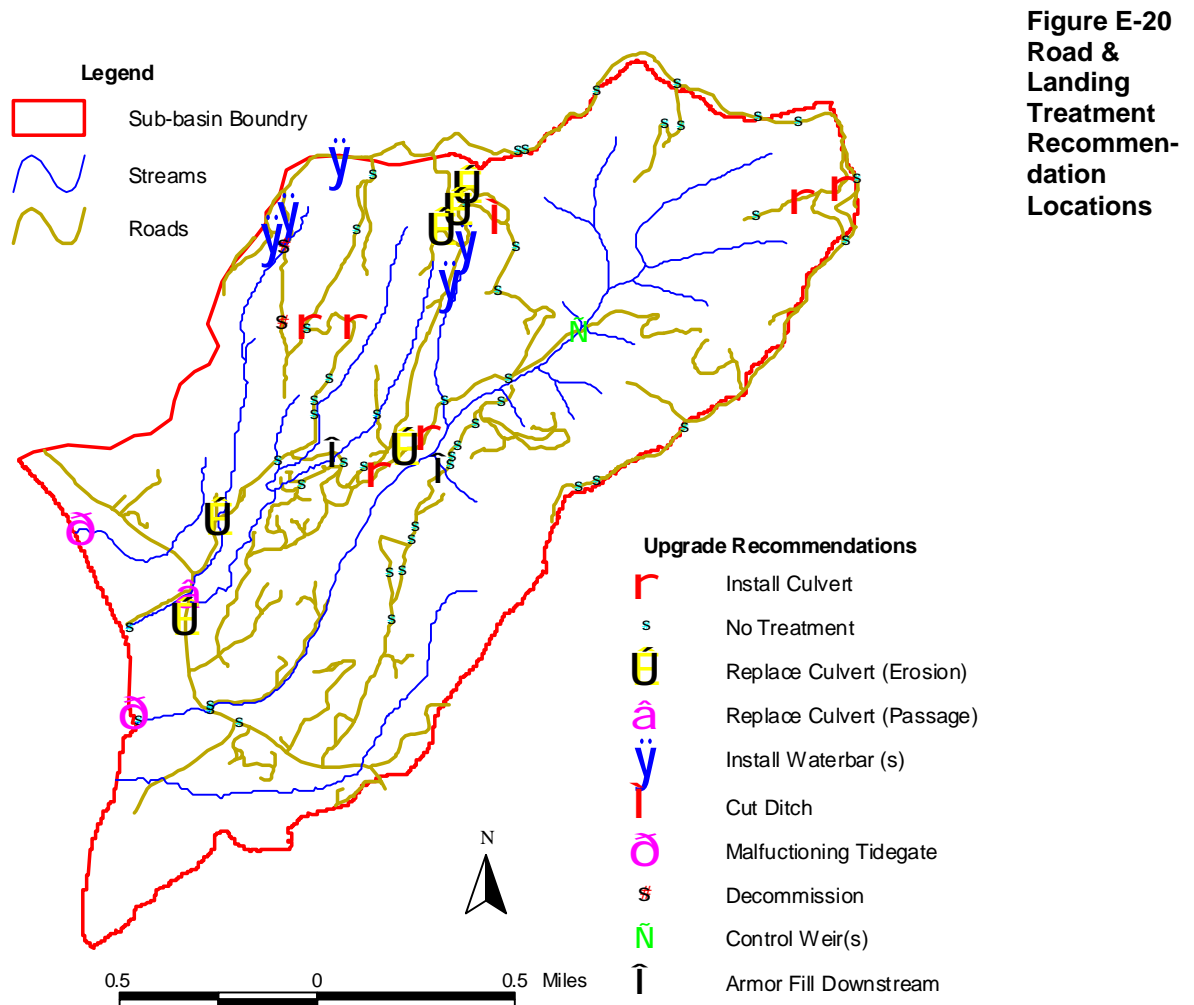 Figure E-20
Road &
Landing
Treatment
Recommen-
dation
Locations
Legend
Sub-basin Boundry
Streams
Roads
Upgrade Recommendations
r Install Culvert
s No Treatment
Ú Replace Culvert (Erosion)
â Replace Culvert (Passage)
ÿ Install Waterbar (s)
Cut Ditch
ð Malfuctioning Tidegate
Decommission
Ñ Control Weir(s)
Î Armor Fill Downstream
N
0.5 0 0.5 Miles